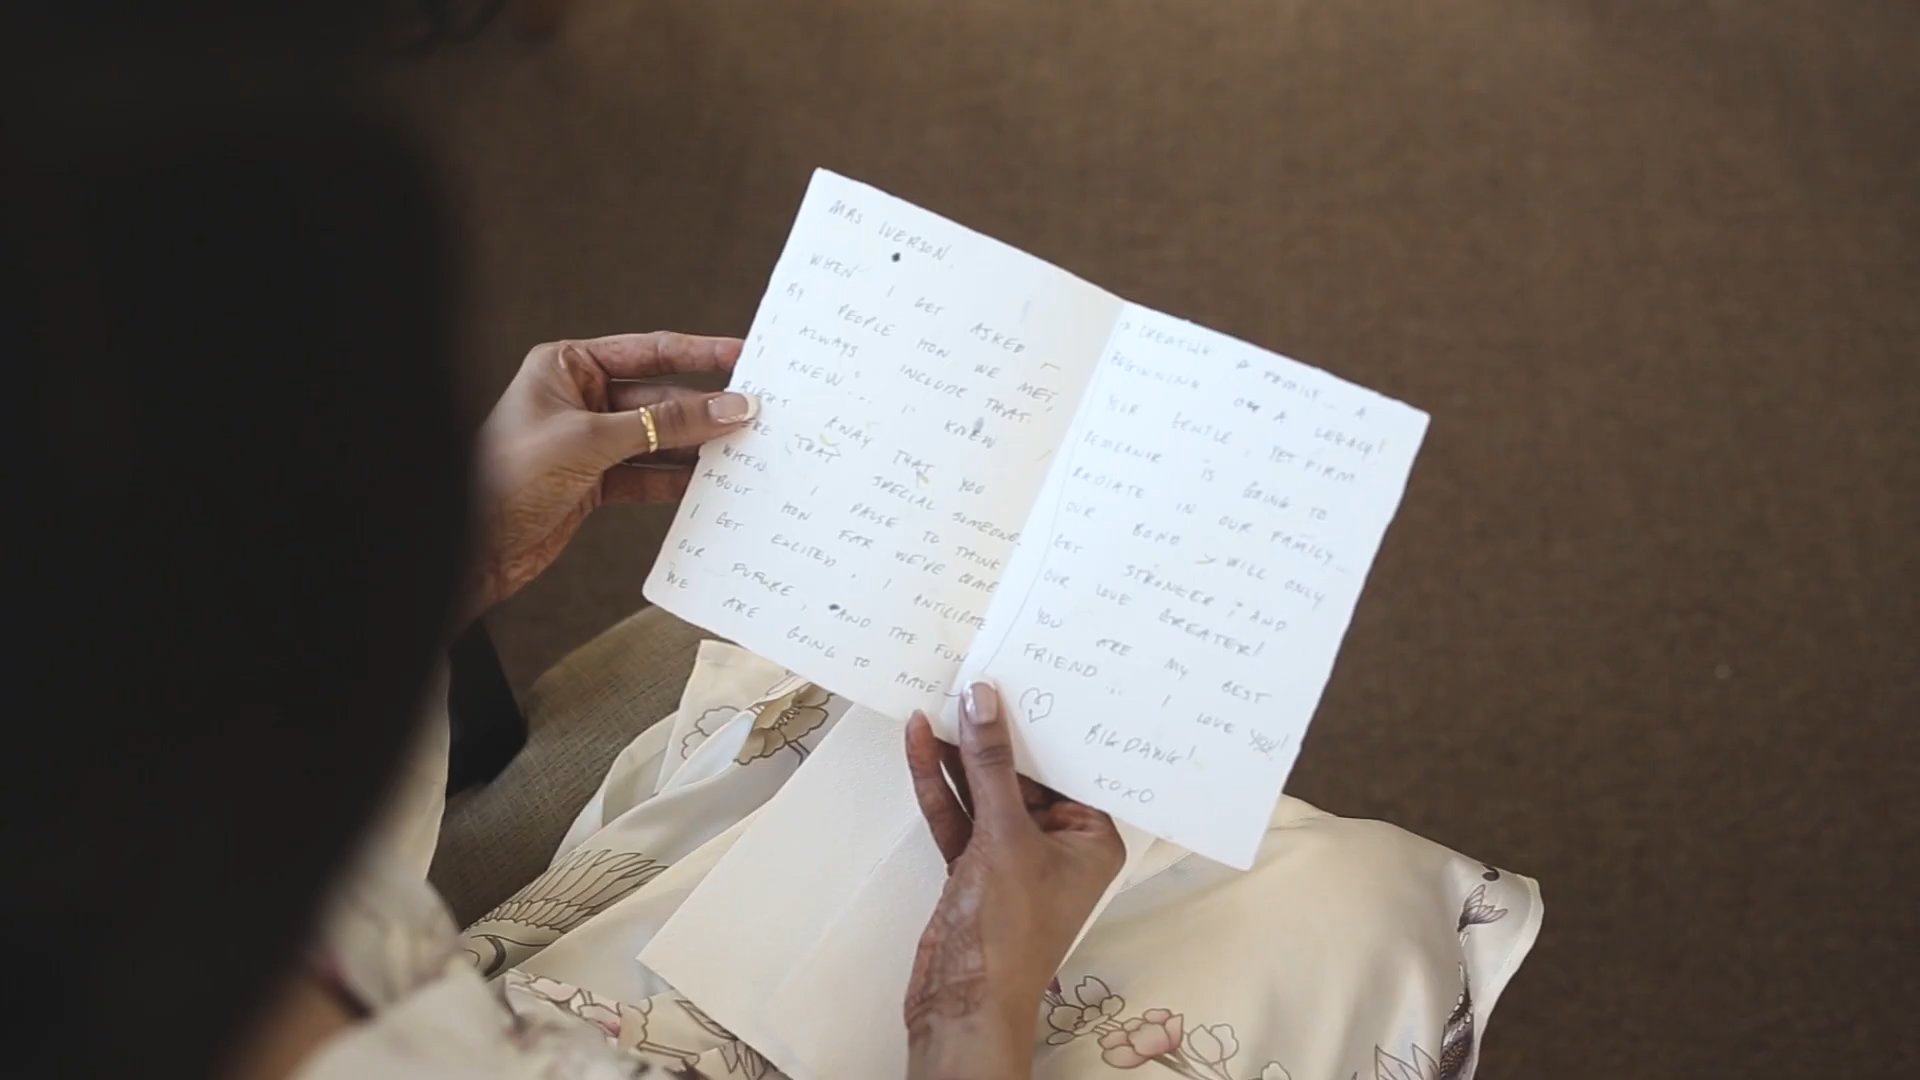 MRS IVERSON.
WHEN I GET ASKED
BY PEOPLE HOW WE MET,
I ALWAYS INCLUDE THAT
I KNEW... I KNEW
RIGHT AWAY THAT YOU
WERE THAT SPECIAL SOMEONE.
WHEN I PAUSE TO THINK
ABOUT HOW FAR WE'VE COME
I GET EXCITED. I ANTICIPATE
OUR FUTURE, AND THE FUN
WE ARE GOING TO HAVE
→ CREATING A FAMILY... A
BEGINNING ON A LEGACY!
YOUR GENTLE, YET FIRM
DEMEANIR IS GOING TO
RADIATE IN OUR FAMILY...
OUR BOND > WILL ONLY
GET STRONGER; AND
OUR LOVE GREATER!
YOU ARE MY BEST
FRIEND... I LOVE YOU!
BIG DAWG!
XOXO